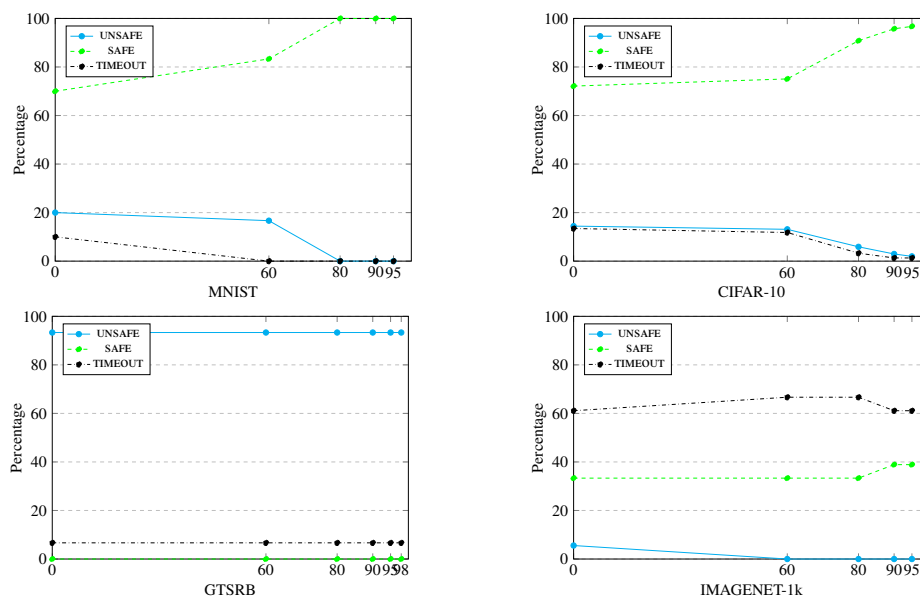 100
80
60
40
20
0
Percentage
UNSAFE
SAFE
TIMEOUT
0 60 80 90 95
MNIST
100
80
60
40
20
0
Percentage
UNSAFE
SAFE
TIMEOUT
0 60 80 90 95
CIFAR-10
100
80
60
40
20
0
Percentage
UNSAFE
SAFE
TIMEOUT
0 60 80 90 95 98
GTSRB
100
80
60
40
20
0
Percentage
UNSAFE
SAFE
TIMEOUT
0 60 80 90 95
IMAGENET-1k